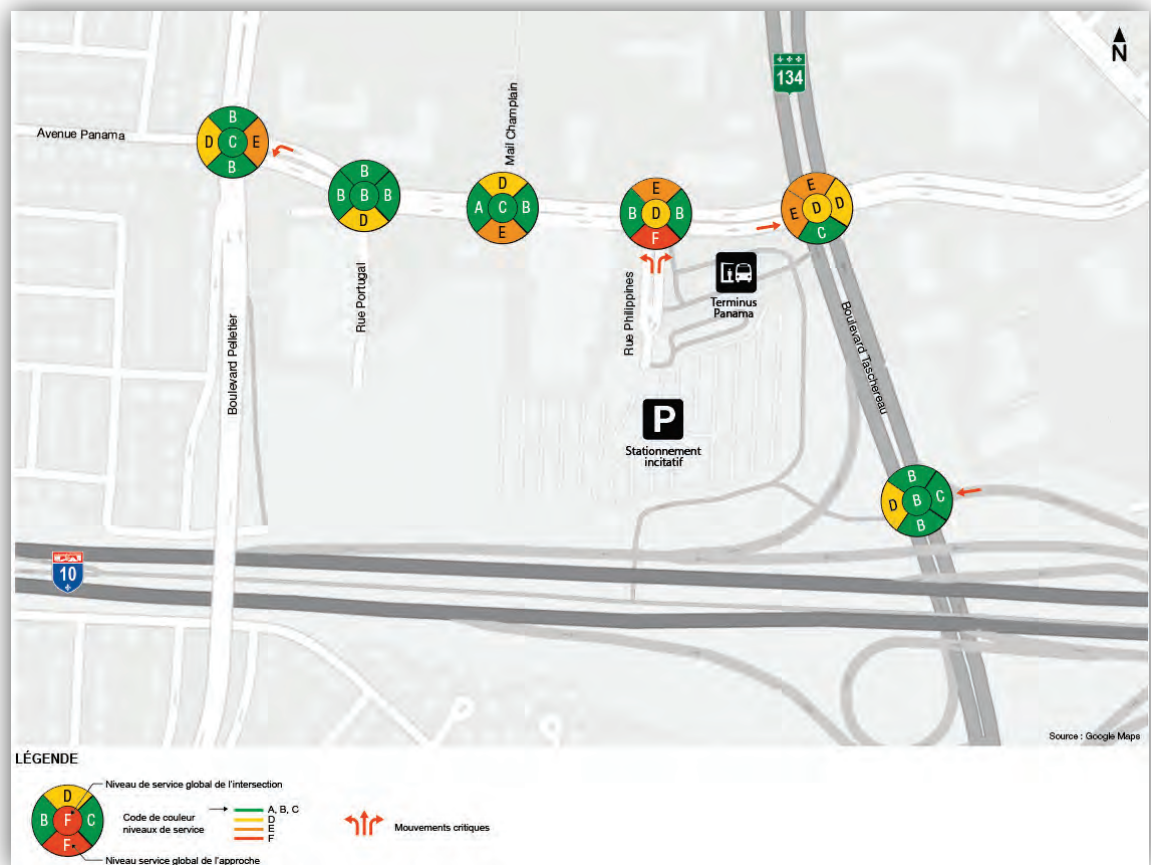 N
134
Mail Champlain
Avenue Panama
B
D C E
B
B
B B B
D
D
A C B
E
E
B D B
F
E
E D D
C
Rue Portugal
Rue Philippines
Terminus
Panama
Boulevard Pelletier
Boulevard Taschereau
P
Stationnement
incitatif
B
D B C
B
10
Source : Google Maps
LÉGENDE
Niveau de service global de l'intersection
D
B F C
F
Code de couleur
niveaux de service
A, B, C
D
E
F
Mouvements critiques
Niveau service global de l'approche